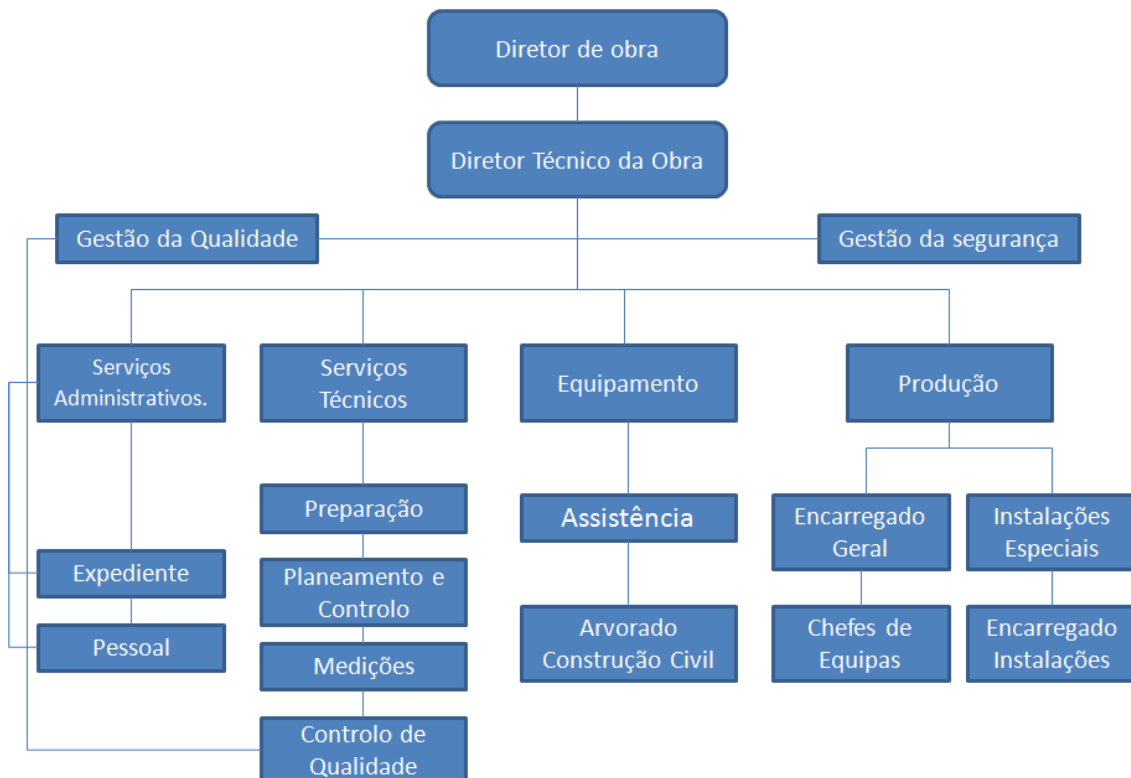 Diretor de obra
Diretor Técnico da Obra
Gestão da Qualidade
Gestão da segurança
Serviços
Administrativos.
Serviços
Técnicos
Equipamento
Produção
Preparação
Assistência
Encarregado
Geral
Instalações
Especiais
Expediente
Planeamento e
Controlo
Pessoal
Medições
Arvorado
Construção Civil
Chefes de
Equipas
Encarregado
Instalações
Controlo de
Qualidade